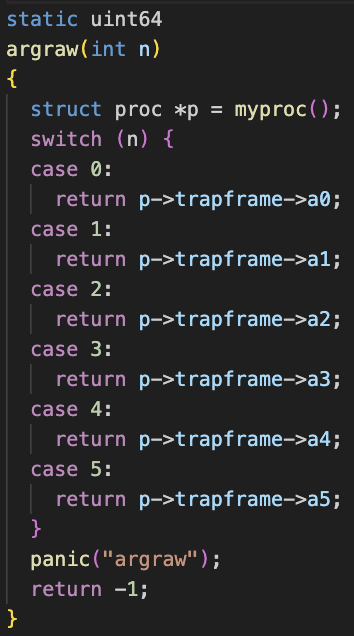 static uint64
argraw(int n)
{
  struct proc *p = myproc();
  switch (n) {
  case 0:
    return p->trapframe->a0;
  case 1:
    return p->trapframe->a1;
  case 2:
    return p->trapframe->a2;
  case 3:
    return p->trapframe->a3;
  case 4:
    return p->trapframe->a4;
  case 5:
    return p->trapframe->a5;
  }
  panic("argraw");
  return -1;
}